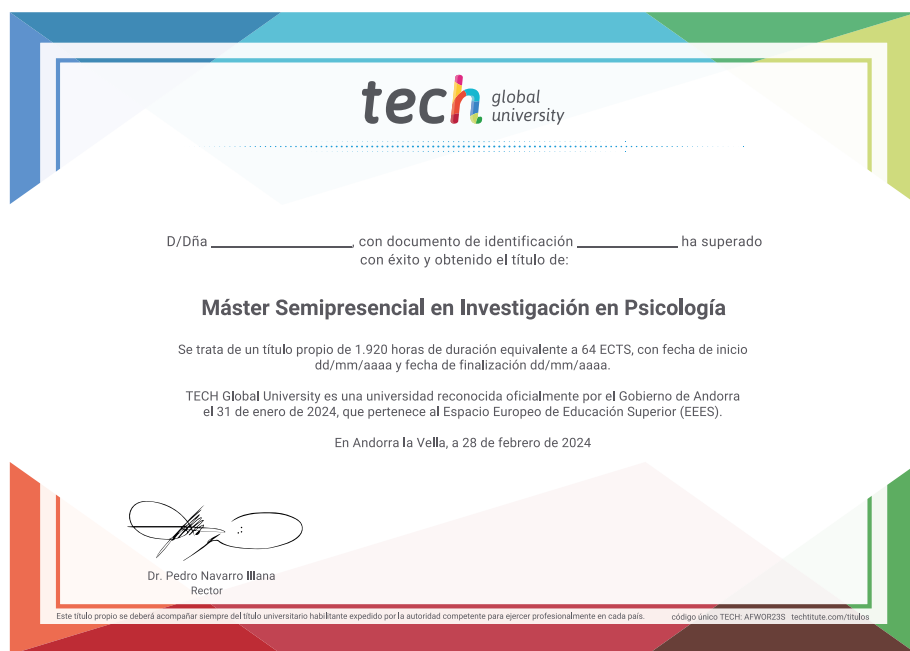 tech global university
D/Dña ________________, con documento de identificación ____________ ha superado
con éxito y obtenido el título de:
Máster Semipresencial en Investigación en Psicología
Se trata de un título propio de 1.920 horas de duración equivalente a 64 ECTS, con fecha de inicio
dd/mm/aaaa y fecha de finalización dd/mm/aaaa.
TECH Global University es una universidad reconocida oficialmente por el Gobierno de Andorra
el 31 de enero de 2024, que pertenece al Espacio Europeo de Educación Superior (EEES).
En Andorra la Vella, a 28 de febrero de 2024
Dr. Pedro Navarro Illana
Rector
Este título propio se deberá acompañar siempre del título universitario habilitante expedido por la autoridad competente para ejercer profesionalmente en cada país. código único TECH: AFWOR23S techtitute.com/titulos